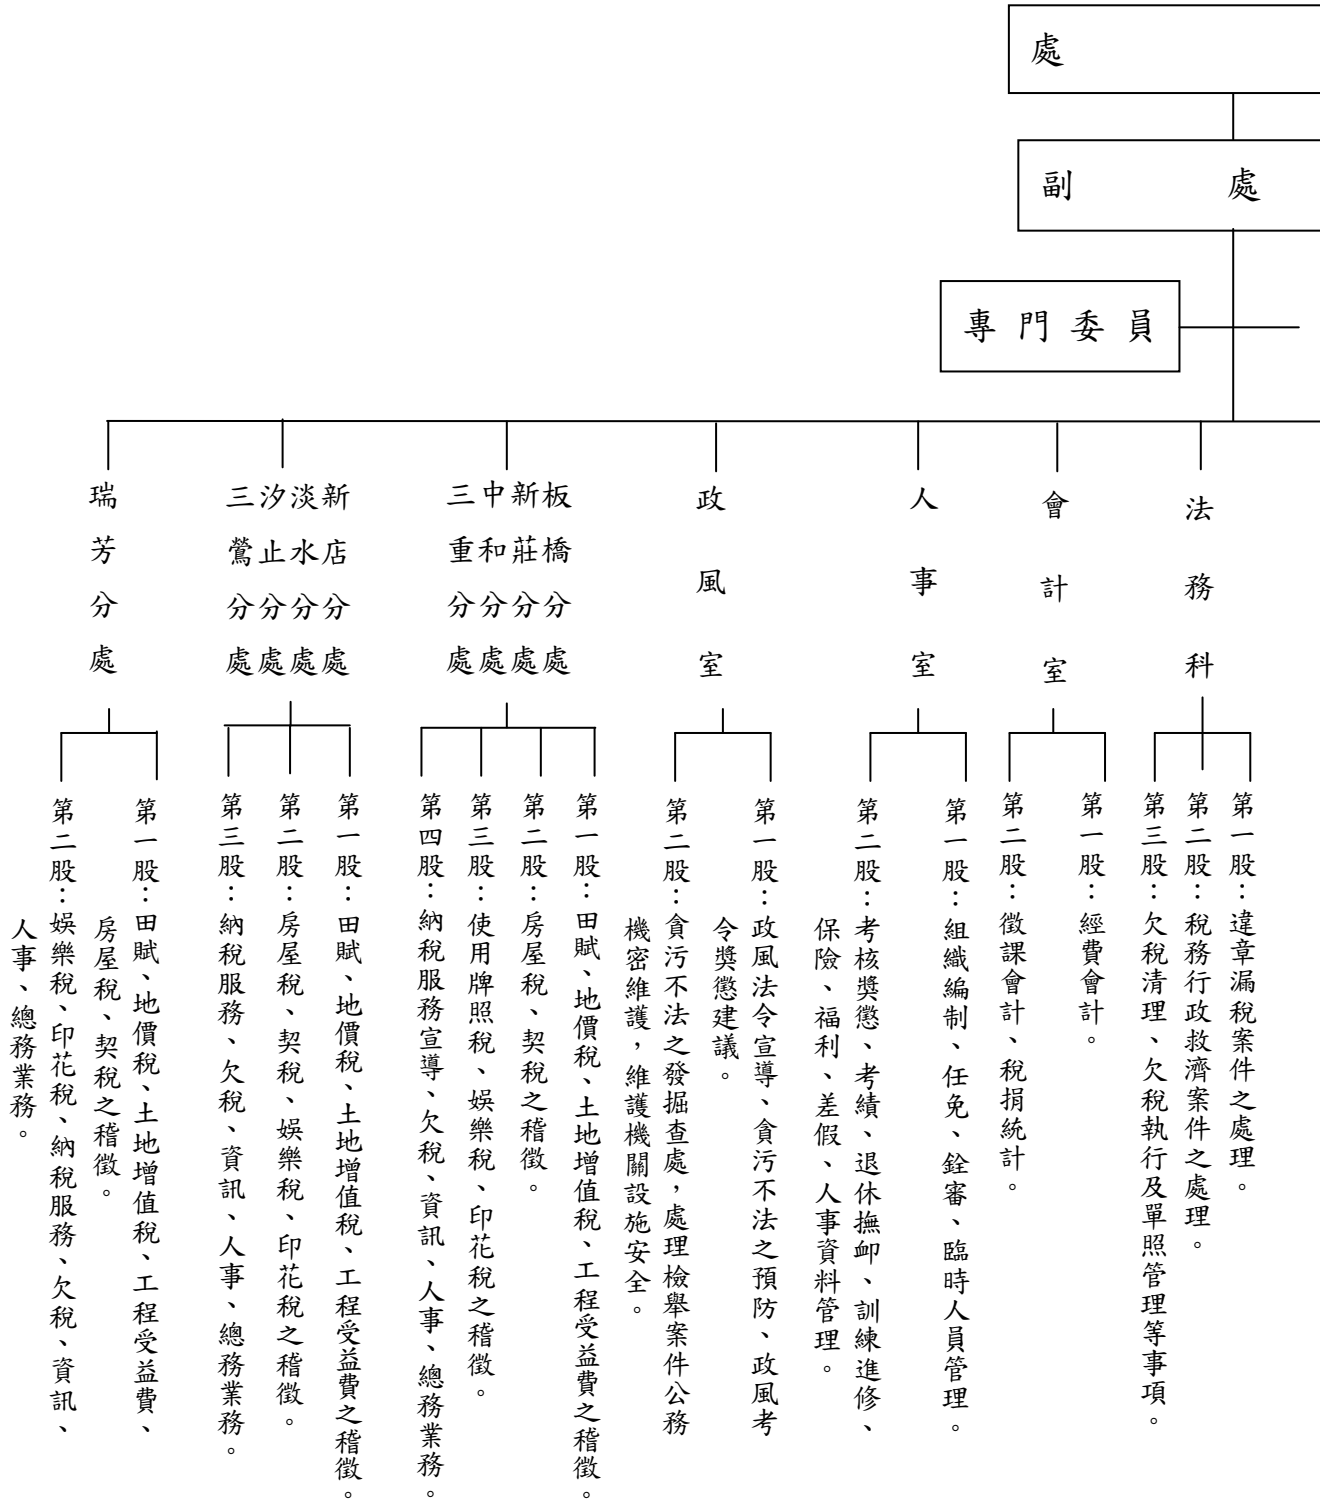 處
副處
專門委員
法務科
會計室
人事室
政風室
板橋分處
新莊分處
中和分處
三重分處
新店分處
淡水分處
汐止分處
三鶯分處
瑞芳分處
第一股：違章漏稅案件之處理。
第二股：稅務行政救濟案件之處理。
第三股：欠稅清理、欠稅執行及單照管理等事項。
第一股：經費會計。
第二股：徵課會計、稅捐統計。
第一股：組織編制、任免、銓審、臨時人員管理。
第二股：考核獎懲、考績、退休撫卹、訓練進修、
保險、福利、差假、人事資料管理。
第一股：政風法令宣導、貪污不法之預防、政風考
令獎懲建議。
第二股：貪污不法之發掘查處，處理檢舉案件公務
機密維護，維護機關設施安全。
第一股：田賦、地價稅、土地增值稅、工程受益費之稽徵。
第二股：房屋稅、契稅之稽徵。
第三股：使用牌照稅、娛樂稅、印花稅之稽徵。
第四股：納稅服務宣導、欠稅、資訊、人事、總務業務。
第一股：田賦、地價稅、土地增值稅、工程受益費之稽徵。
第二股：房屋稅、契稅、娛樂稅、印花稅之稽徵。
第三股：納稅服務、欠稅、資訊、人事、總務業務。
第一股：田賦、地價稅、土地增值稅、工程受益費、
房屋稅、契稅之稽徵。
第二股：娛樂稅、印花稅、納稅服務、欠稅、資訊、
人事、總務業務。